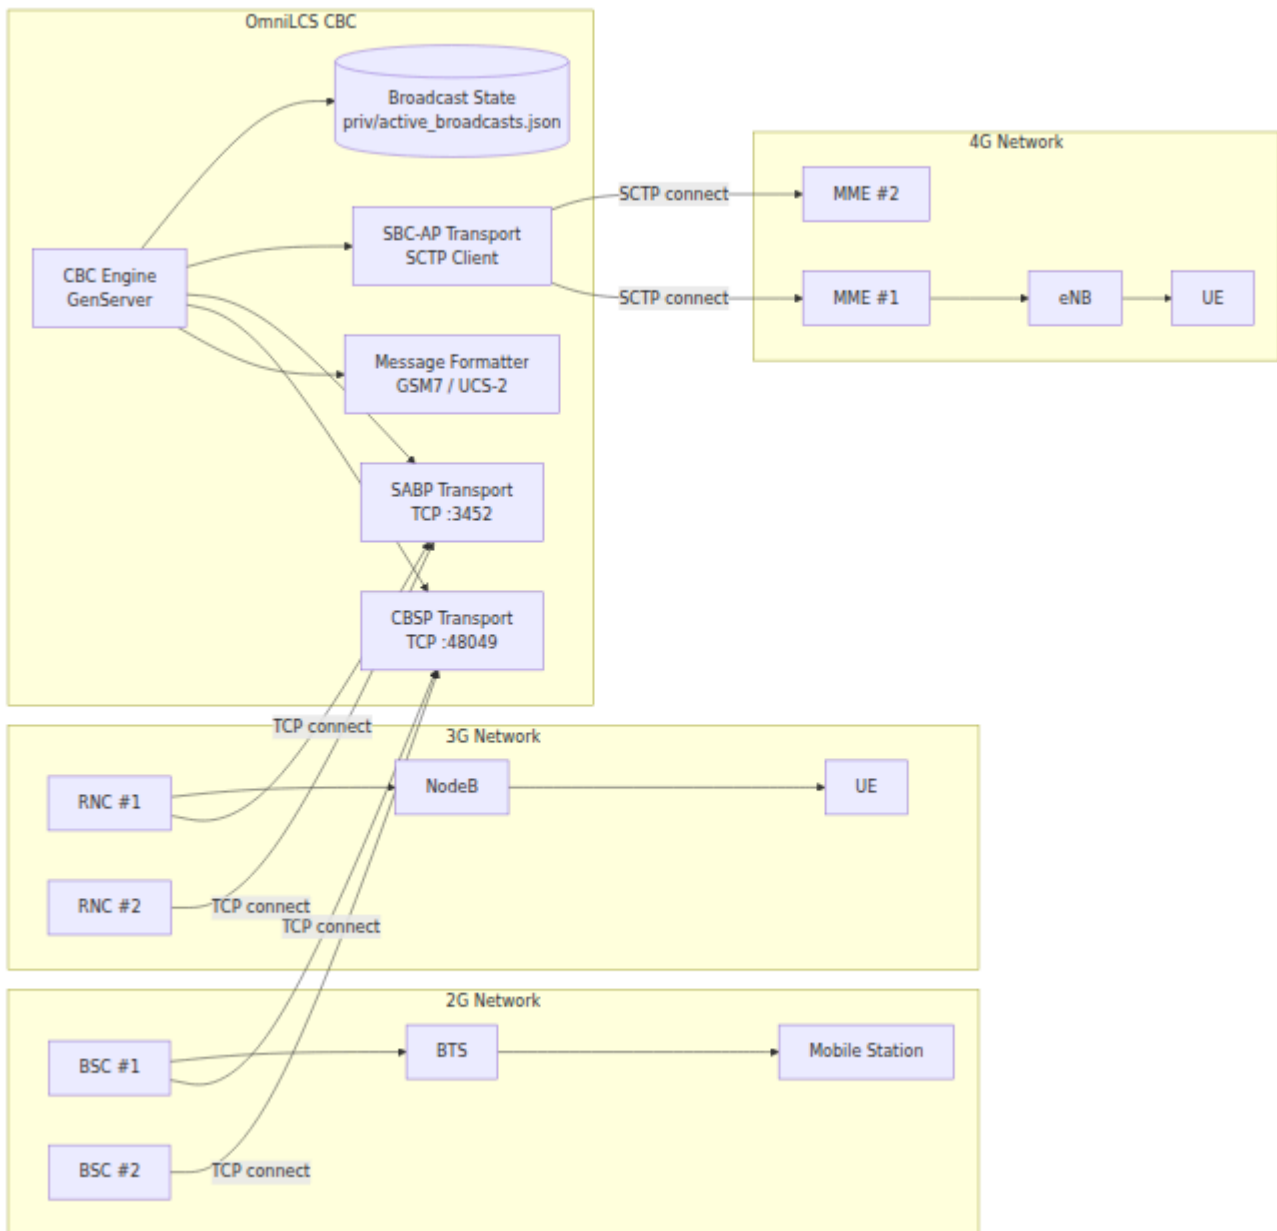 OmniLCS CBC
Broadcast State
priv/active_broadcasts.json
4G Network
SCTP connect
MME #2
SBC-AP Transport
SCTP Client
CBC Engine
GenServer
SCTP connect
MME #1
eNB
UE
Message Formatter
GSM7 / UCS-2
SABP Transport
TCP :3452
CBSP Transport
TCP :48049
TCP connect
3G Network
RNC #1
NodeB
UE
RNC #2
TCP connect
TCP connect
2G Network
BSC #1
BTS
Mobile Station
BSC #2
TCP connect